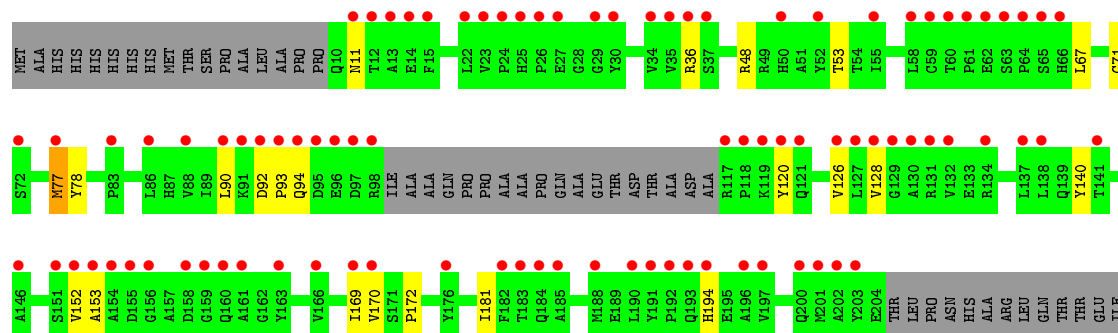 MET ALA HIS HIS HIS HIS HIS HIS MET THR SER PRO ALA LEU ALA PRO PRO Q10 N11 T12 A13 E14 F15 L22 V23 P24 H25 P26 E27 G28 G29 Y30 V34 V35 R36 S37 R48 R49 H50 A51 Y52 T53 T54 I55 L58 C59 T60 P61 E62 S63 P64 S65 H66 L67 C71
S72 M77 Y78 P83 L86 H87 V88 I89 L90 K91 D92 P93 Q94 D95 E96 D97 R98 ILE ALA ALA GLN PRO PRO ALA ALA PRO GLN ALA GLU THR ASP THR ALA ASP ALA R117 P118 K119 Y120 Q121 V126 L127 V128 G129 A130 R131 V132 E133 R134 L137 L138 Q139 Y140 T141
A146 S151 V152 A153 A154 D155 G156 A157 D158 G159 Q160 A161 G162 Y163 V166 I169 V170 S171 P172 Y176 I181 F182 T183 Q184 A185 M188 E189 L190 Y191 P192 Q193 H194 E195 A196 V197 Q200 M201 A202 Y203 E204 THR LEU PRO ASN HIS ALA ARG LEU GLN THR THR GLU